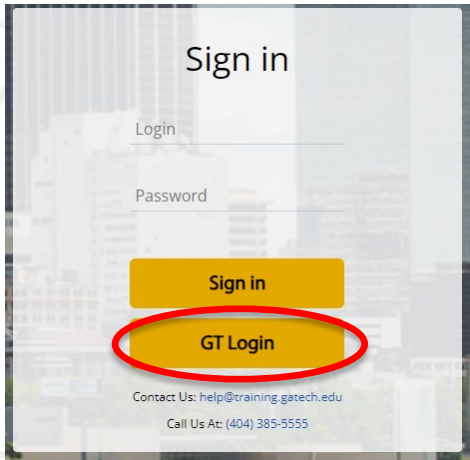 Sign in
Login
Password
Sign in
GT Login
Contact Us: help@training.gatech.edu
Call Us At: (404) 385-5555